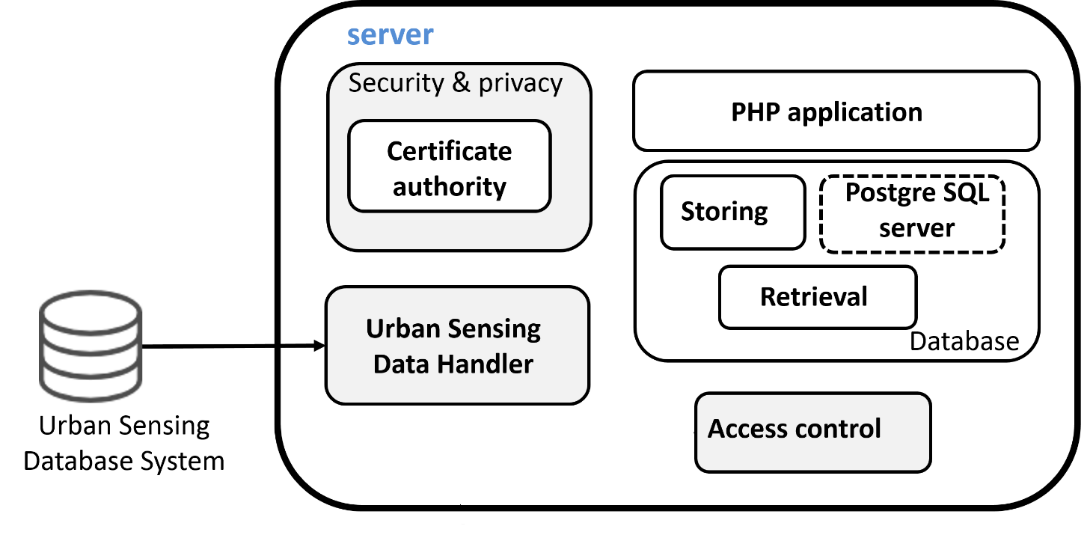 server
Security & privacy
Certificate
authority
PHP application
Storing
Postgre SQL
server
Retrieval
Database
Urban Sensing
Data Handler
Access control
Urban Sensing
Database System